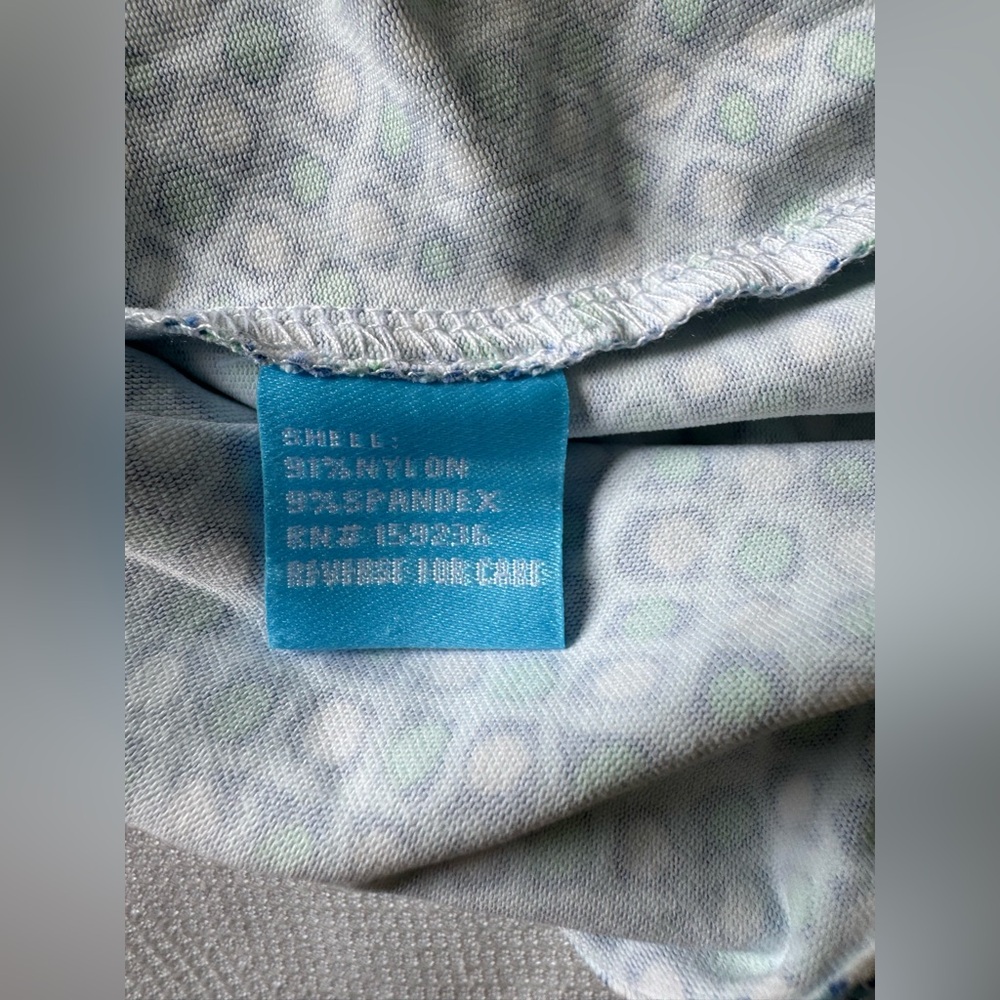 SHELL:
91% NYLON
9% SPANDEX
RN# 159236
REVERSE FOR CARE